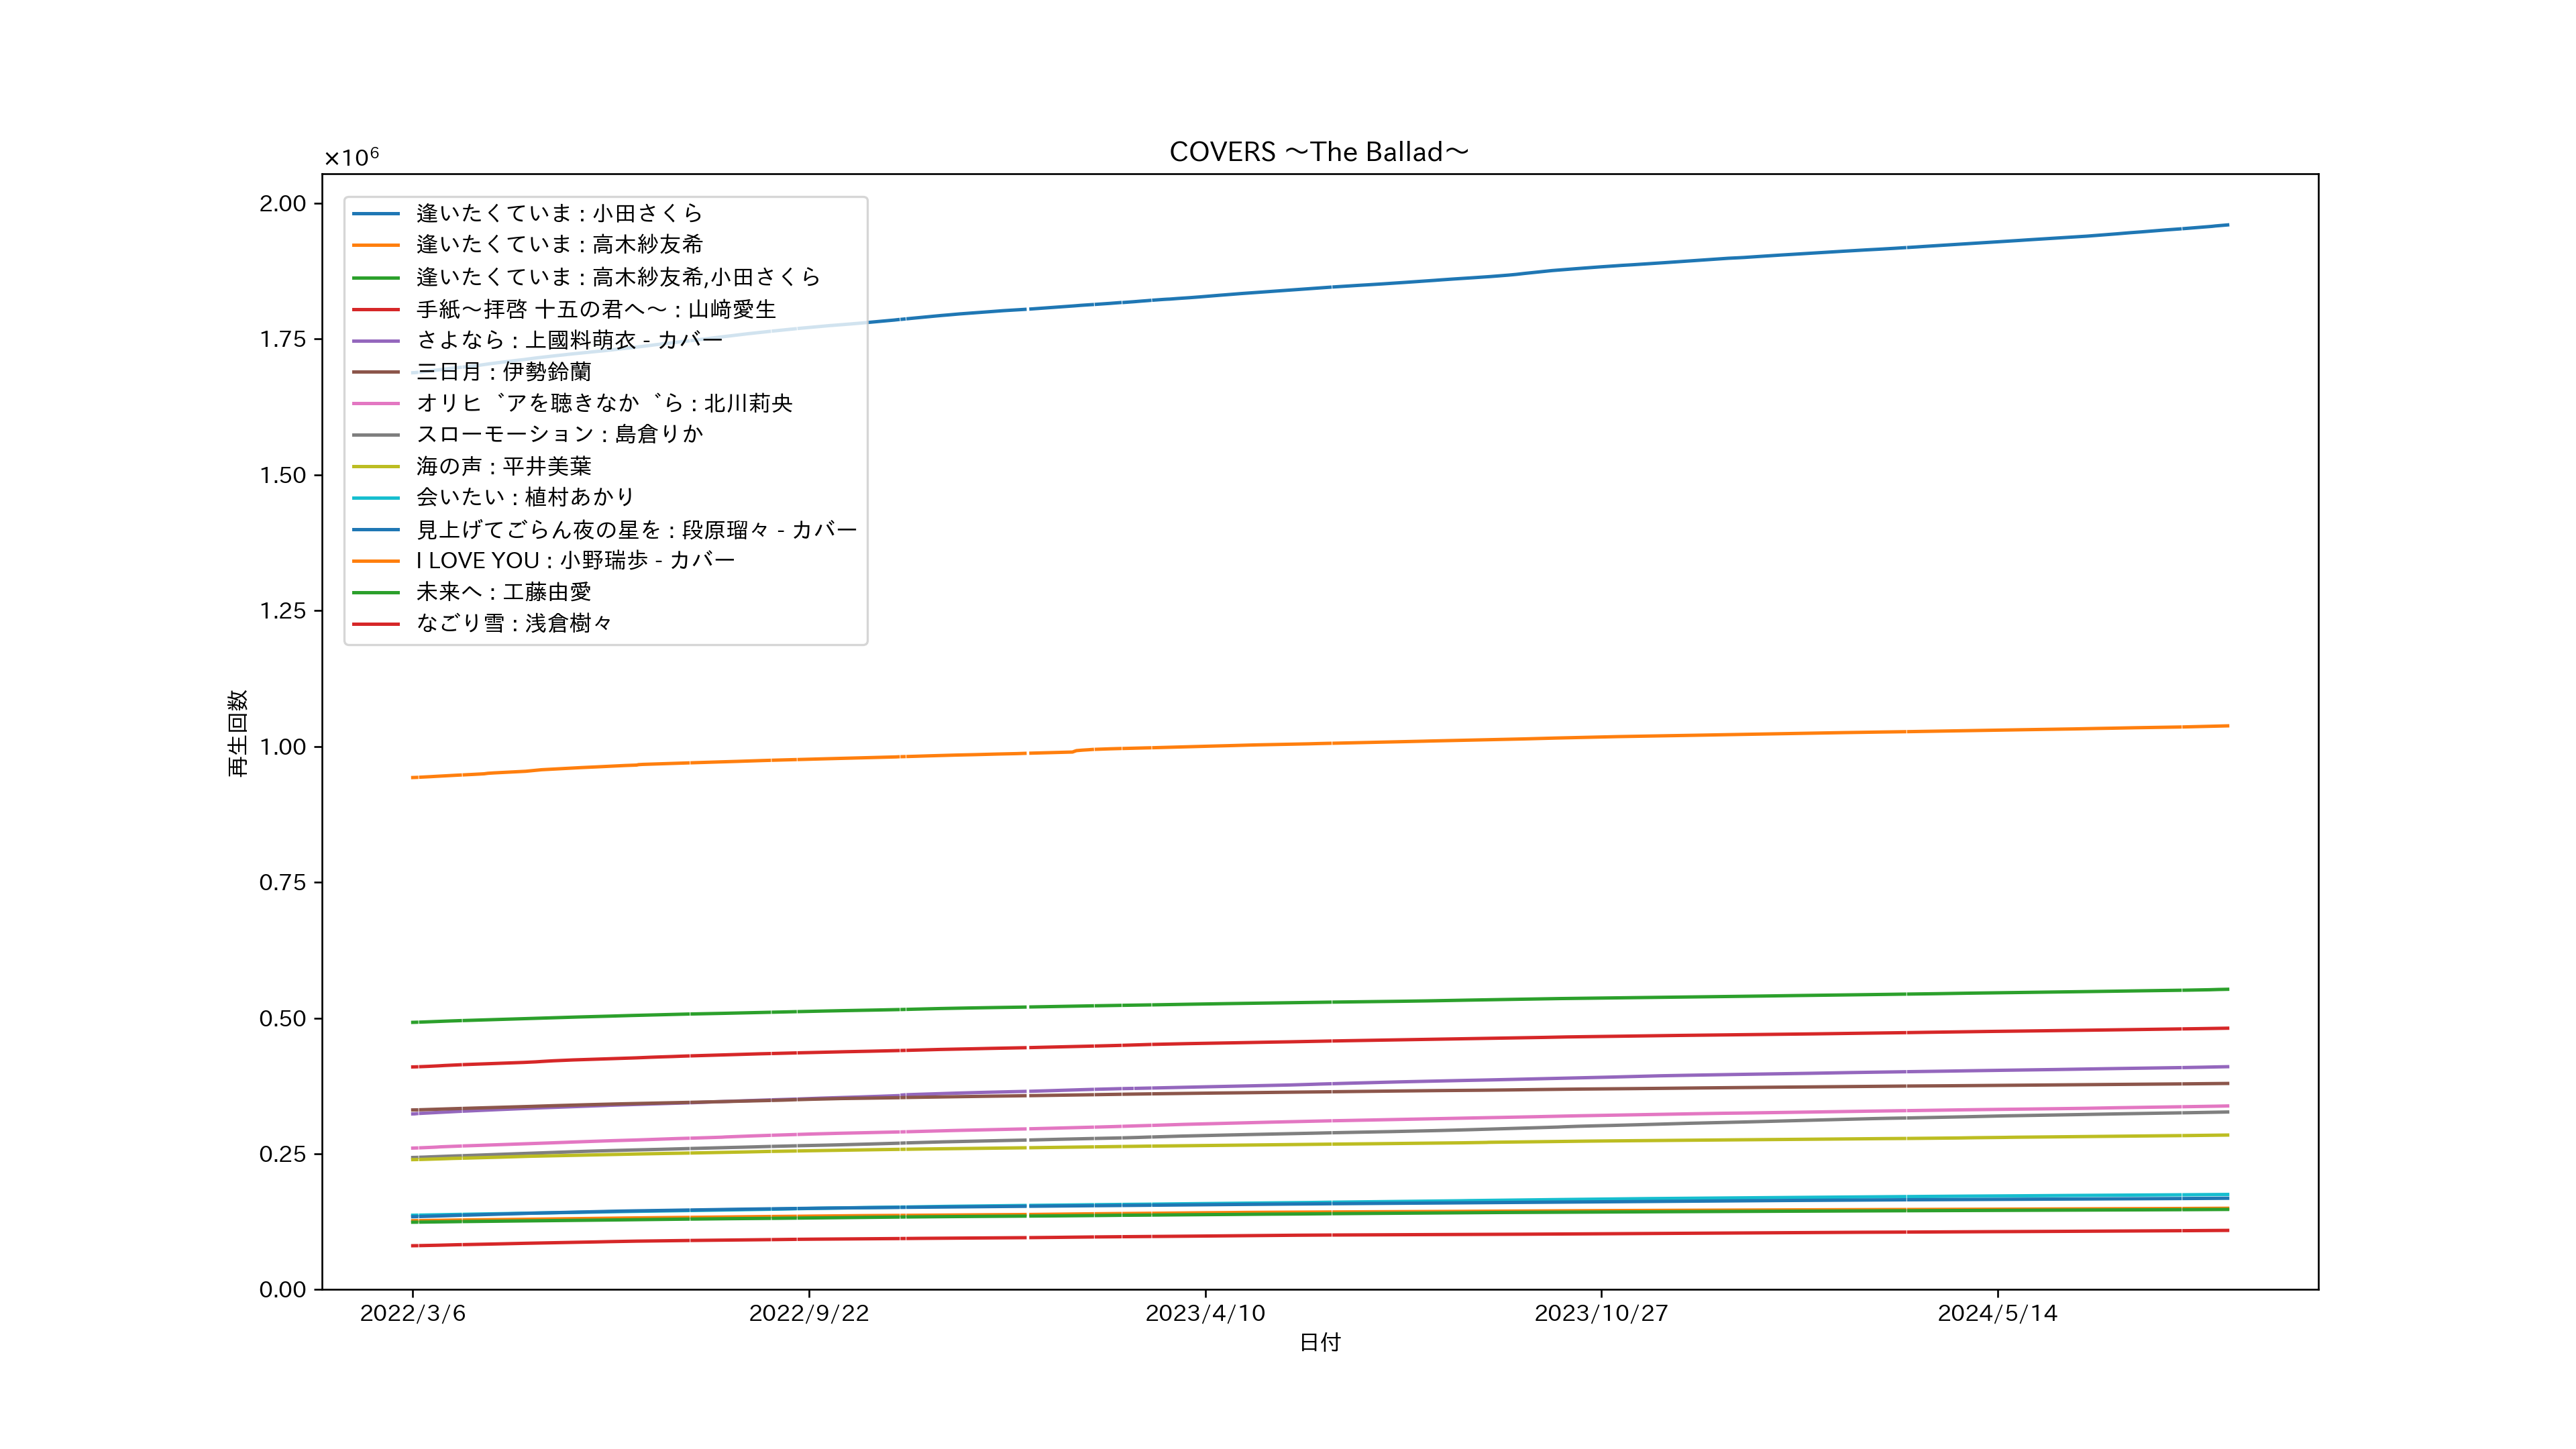 COVERS ～The Ballad～
×10⁶
2.00
1.75
1.50
1.25
1.00
0.75
0.50
0.25
0.00
再生回数
逢いたくていま : 小田さくら
逢いたくていま : 高木紗友希
逢いたくていま : 高木紗友希,小田さくら
手紙～拝啓 十五の君へ～ : 山﨑愛生
さよなら : 上國料萌衣 - カバー
三日月 : 伊勢鈴蘭
オリヒ゛アを聴きなか゛ら : 北川莉央
スローモーション : 島倉りか
海の声 : 平井美葉
会いたい : 植村あかり
見上げてごらん夜の星を : 段原瑠々 - カバー
I LOVE YOU : 小野瑞歩 - カバー
未来へ : 工藤由愛
なごり雪 : 浅倉樹々
2022/3/6
2022/9/22
2023/4/10
2023/10/27
2024/5/14
日付